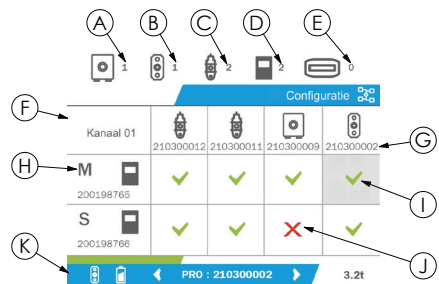 A B C D E
1 1 2 2 0
Configuratie
F
Kanaal 01
210300012 210300011 210300009 210300002
G
H
M
200198765
I
S
200198766
J
K
PRO : 210300002
3.2t